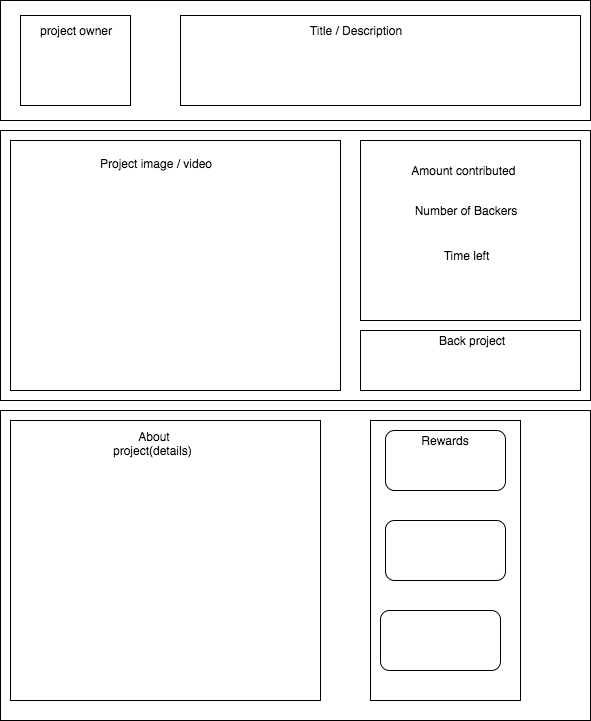 project owner
Title / Description
Project image / video
Amount contributed
Number of Backers
Time left
Back project
About
project(details)
Rewards